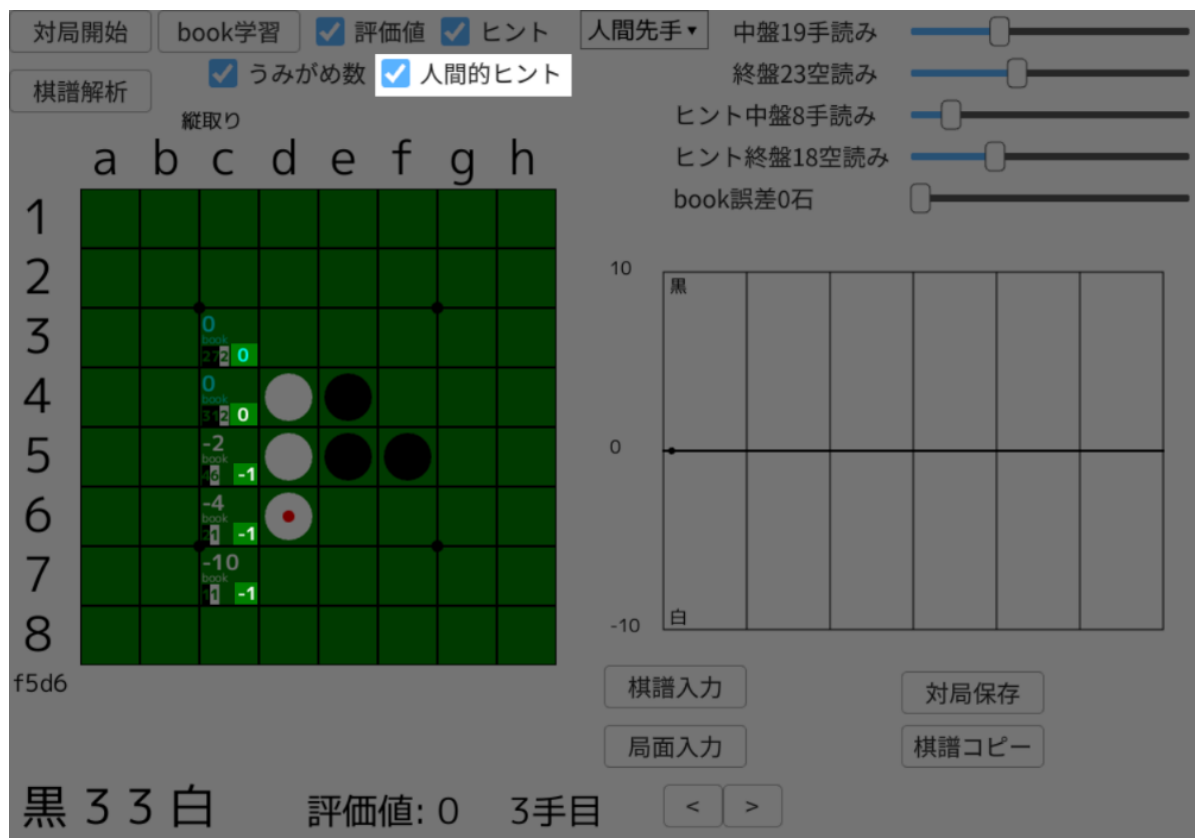 対局開始 book学習 評価値 ヒント 人間先手▾ 中盤19手読み
うみがめ数 人間的ヒント 終盤23空読み
棋譜解析
縦取り ヒント中盤8手読み
a b c d e f g h ヒント終盤18空読み
book誤差0石
1
2
3
4
5
6
7
8
0
book
272 0
0
book
312 0
-2
book
46 -1
-4
book
21 -1
-10
book
11 -1
f5d6
10
黒
0
白
-10
棋譜入力 対局保存
局面入力 棋譜コピー
黒 3 3 白 評価値: 0 3手目 < >